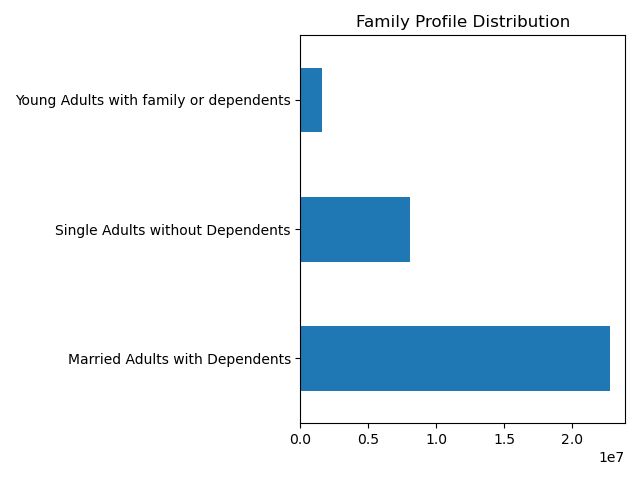 Family Profile Distribution
Young Adults with family or dependents
Single Adults without Dependents
Married Adults with Dependents
0.0 0.5 1.0 1.5 2.0
1e7